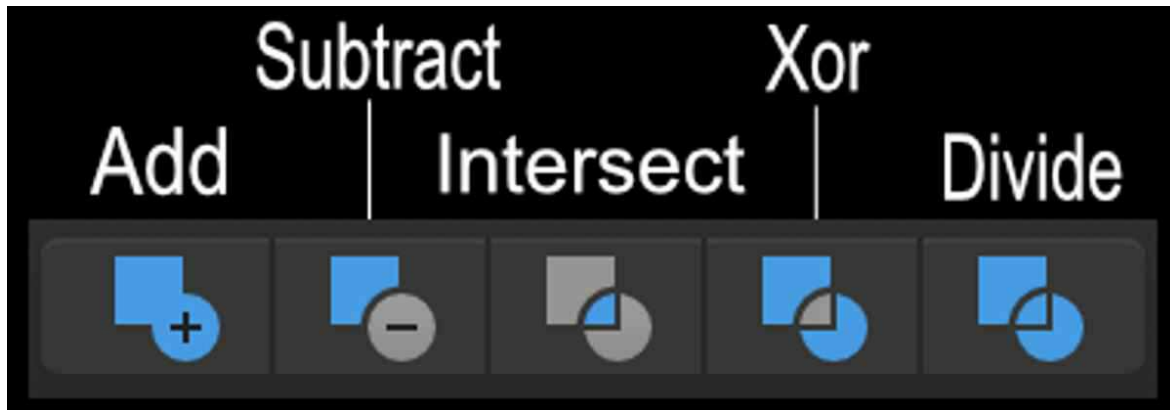 Subtract
Xor
Add
Intersect
Divide